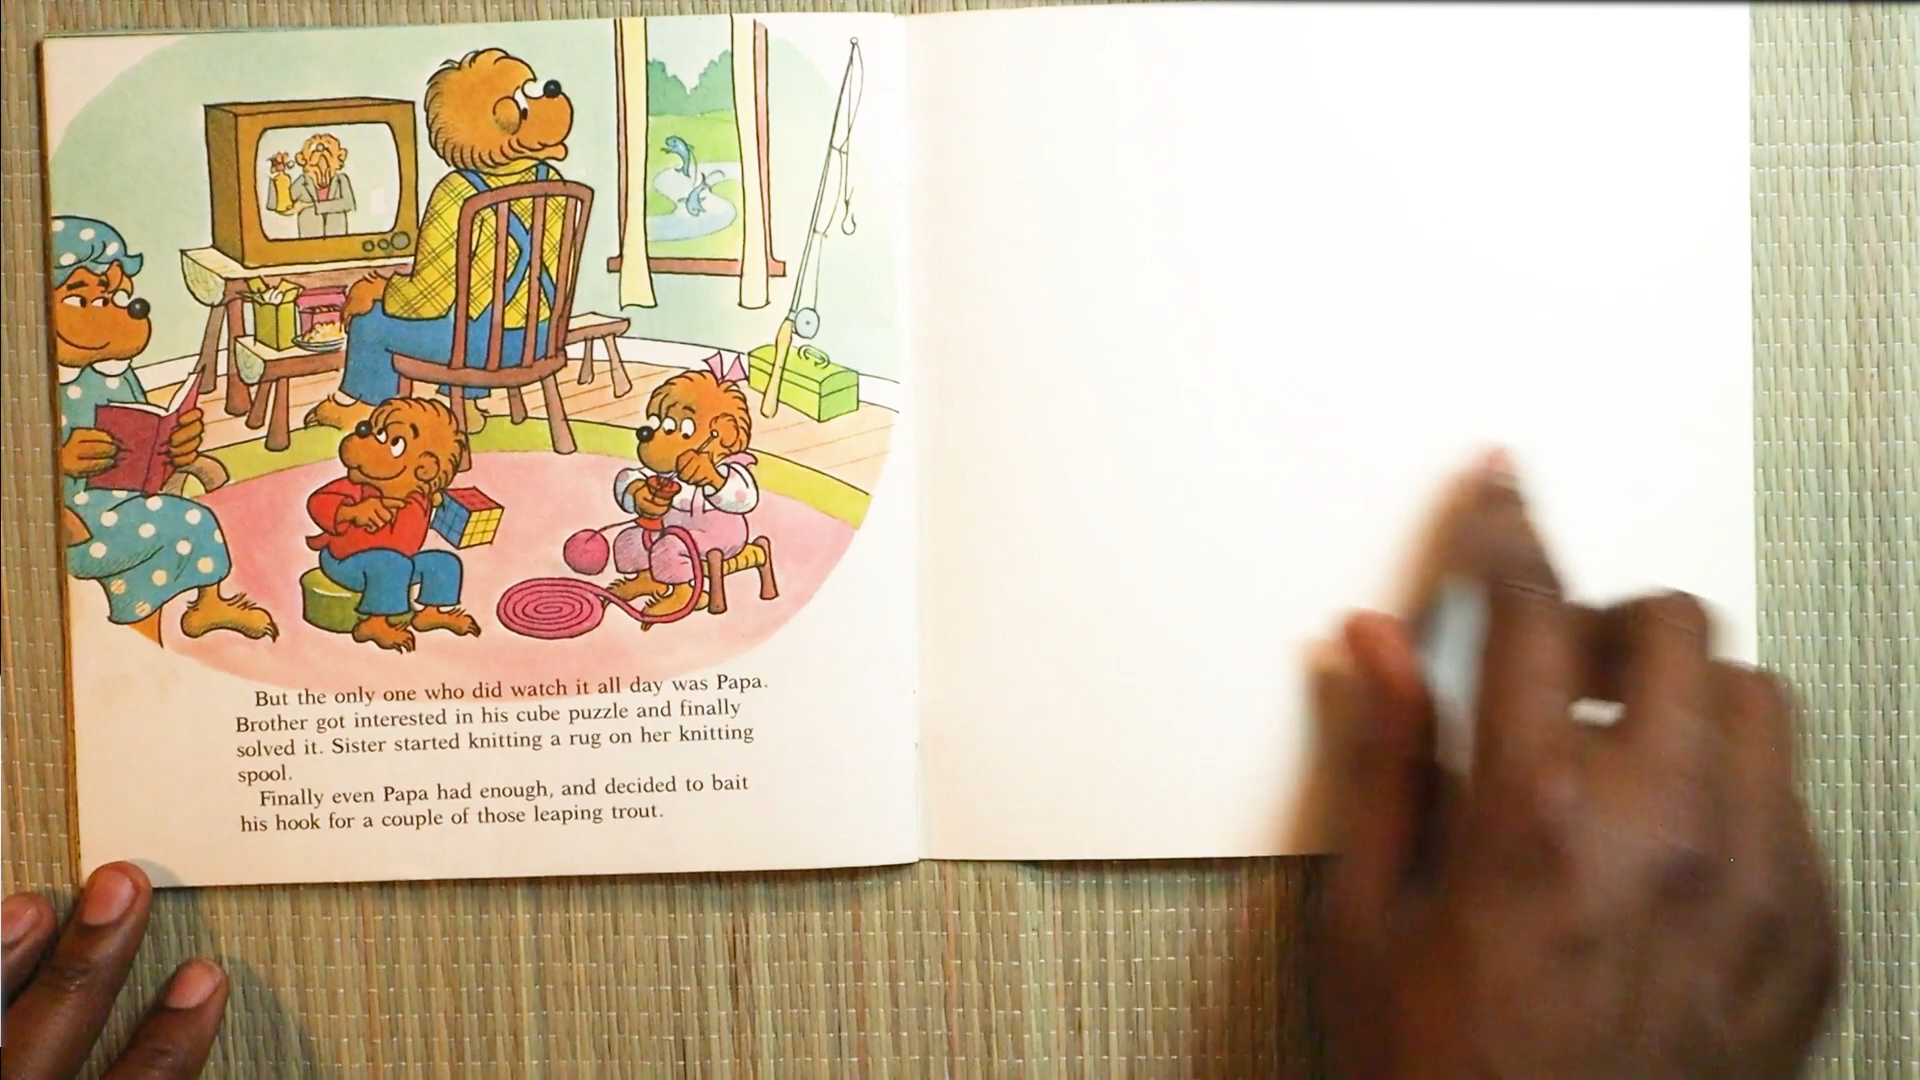 But the only one who did watch it all day was Papa.
Brother got interested in his cube puzzle and finally
solved it. Sister started knitting a rug on her knitting
spool.
Finally even Papa had enough, and decided to bait
his hook for a couple of those leaping trout.